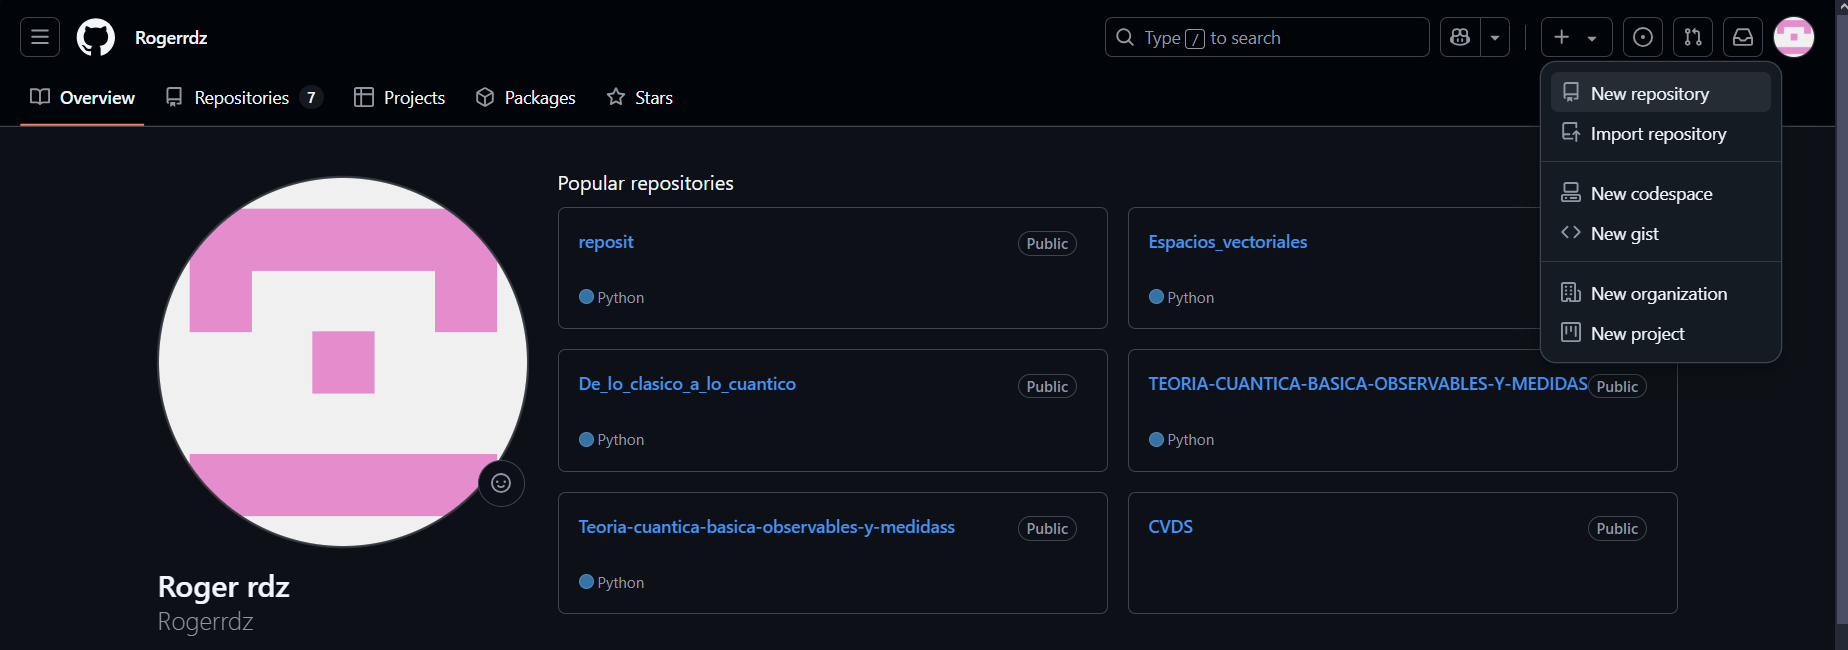 Rogerrdz
Type / to search
Overview
Repositories 7
Projects
Packages
Stars
New repository
Import repository
New codespace
New gist
New organization
New project
Popular repositories
reposit
Public
Python
Espacios_vectoriales
Python
De_lo_clasico_a_lo_cuantico
Public
Python
TEORIA-CUANTICA-BASICA-OBSERVABLES-Y-MEDIDAS
Public
Python
Teoria-cuantica-basica-observables-y-medidass
Public
Python
CVDS
Public
Roger rdz
Rogerrdz